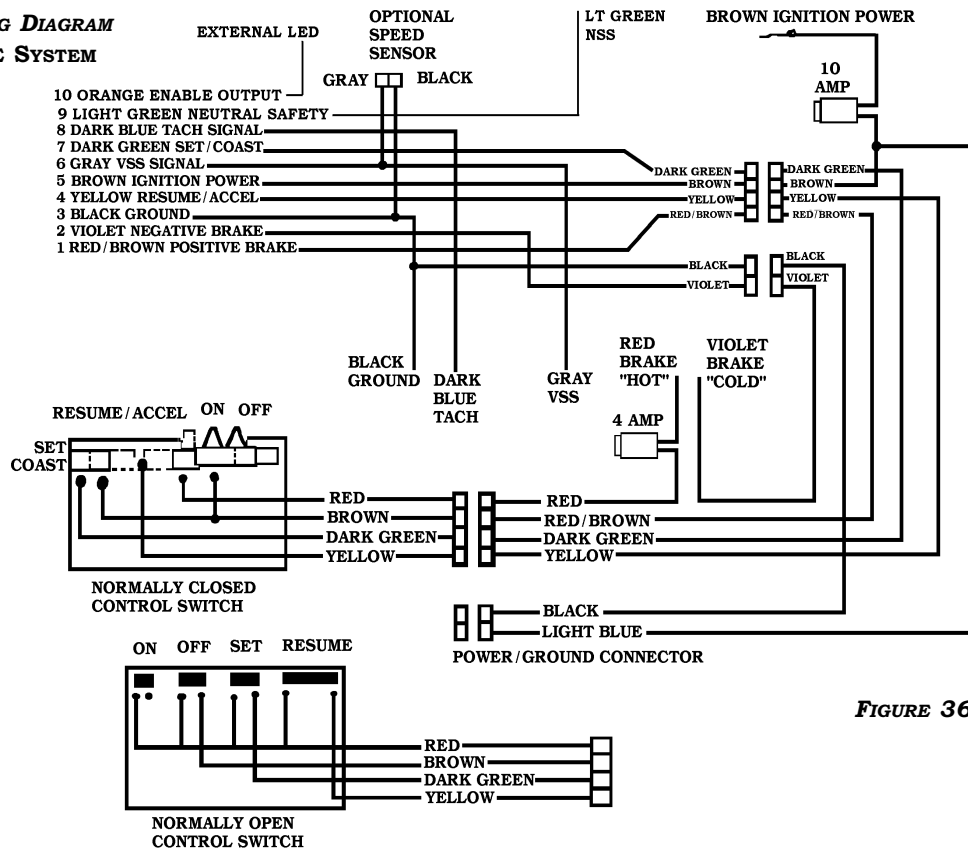 G DIAGRAM
E SYSTEM
EXTERNAL LED
OPTIONAL
SPEED
SENSOR
LT GREEN
NSS
BROWN IGNITION POWER
GRAY
BLACK
10
AMP
10 ORANGE ENABLE OUTPUT
9 LIGHT GREEN NEUTRAL SAFETY
8 DARK BLUE TACH SIGNAL
7 DARK GREEN SET/COAST
6 GRAY VSS SIGNAL
5 BROWN IGNITION POWER
4 YELLOW RESUME/ACCEL
3 BLACK GROUND
2 VIOLET NEGATIVE BRAKE
1 RED/BROWN POSITIVE BRAKE
DARK GREEN
BROWN
YELLOW
RED/BROWN
DARK GREEN
BROWN
YELLOW
RED/BROWN
BLACK
VIOLET
BLACK
VIOLET
BLACK
GROUND
DARK
BLUE
TACH
GRAY
VSS
RED
BRAKE
"HOT"
VIOLET
BRAKE
"COLD"
4 AMP
RESUME/ACCEL
ON
OFF
SET
COAST
RED
BROWN
DARK GREEN
YELLOW
RED
RED/BROWN
DARK GREEN
YELLOW
NORMALLY CLOSED
CONTROL SWITCH
BLACK
LIGHT BLUE
POWER/GROUND CONNECTOR
ON
OFF
SET
RESUME
FIGURE 36
RED
BROWN
DARK GREEN
YELLOW
NORMALLY OPEN
CONTROL SWITCH